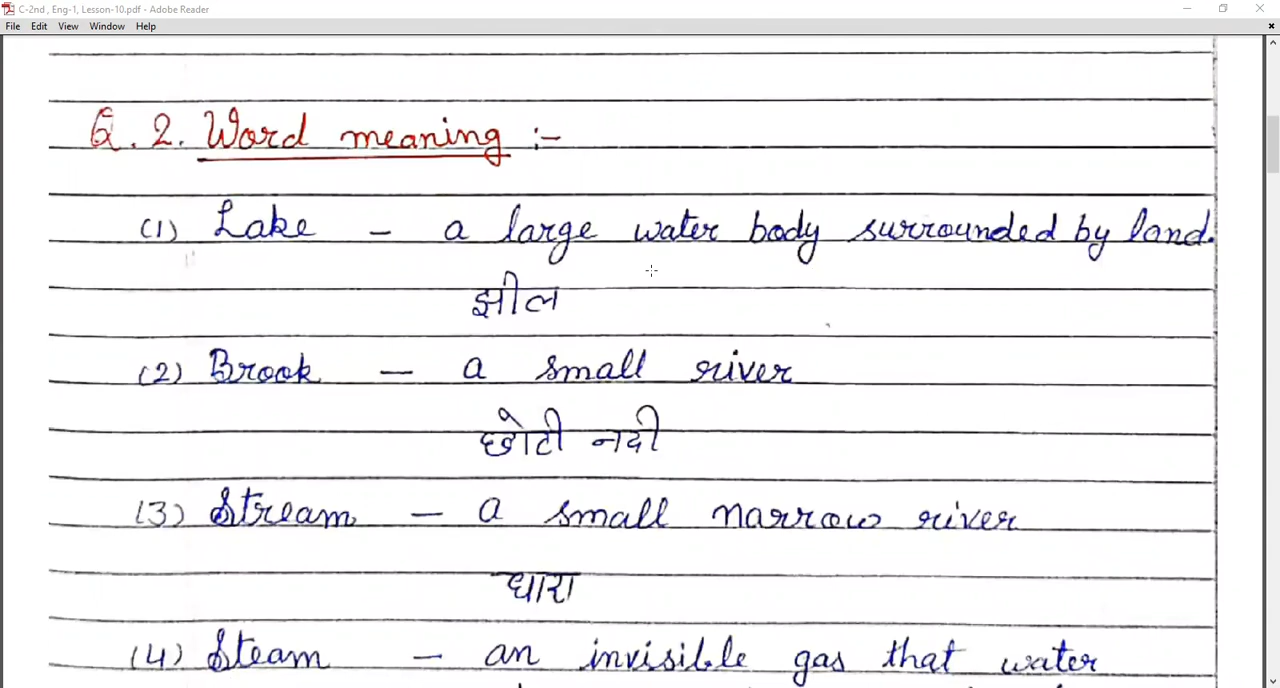 C-2nd , Eng-1, Lesson-10.pdf - Adobe Reader
File Edit View Window Help
Q. 2. Word meaning :-
(1) Lake - a large water body surrounded by land.
झील
(2) Brook - a small river
छोटी नदी
(3) Stream - a small narrow river
धारा
(4) Steam - an invisible gas that water